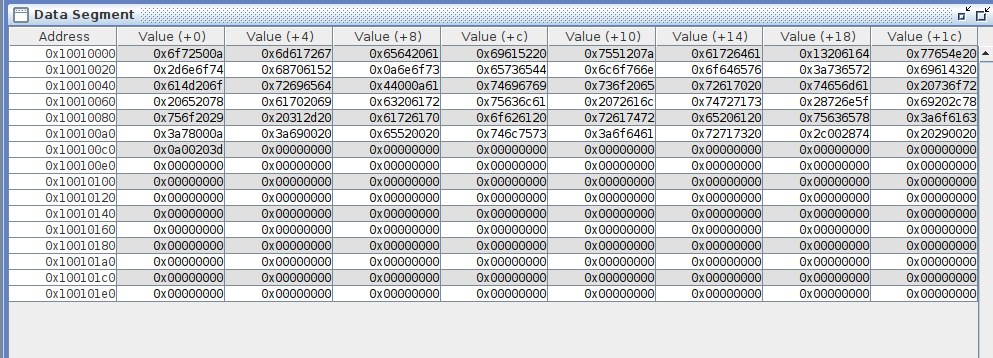 Data Segment
Address Value (+0) Value (+4) Value (+8) Value (+c) Value (+10) Value (+14) Value (+18) Value (+1c)
0x10010000 0x6f72500a 0x6d617267 0x65642061 0x69615220 0x7551207a 0x61726461 0x13206164 0x77654e20
0x10010020 0x2d6e6f74 0x68706152 0x0a6e6f73 0x65736544 0x6c6f766e 0x6f646576 0x3a736572 0x69614320
0x10010040 0x614d206f 0x72696564 0x44000a61 0x74696769 0x736f2065 0x72617020 0x74656d61 0x20736f72
0x10010060 0x20652078 0x61702069 0x63206172 0x75636c61 0x2072616c 0x74727173 0x28726e5f 0x69202c78
0x10010080 0x756f2029 0x20312d20 0x61726170 0x6f626120 0x72617472 0x65206120 0x75636578 0x3a6f6163
0x100100a0 0x3a78000a 0x3a690020 0x65520020 0x746c7573 0x3a6f6461 0x72717320 0x2c002874 0x20290020
0x100100c0 0x0a00203d 0x00000000 0x00000000 0x00000000 0x00000000 0x00000000 0x00000000 0x00000000
0x100100e0 0x00000000 0x00000000 0x00000000 0x00000000 0x00000000 0x00000000 0x00000000 0x00000000
0x10010100 0x00000000 0x00000000 0x00000000 0x00000000 0x00000000 0x00000000 0x00000000 0x00000000
0x10010120 0x00000000 0x00000000 0x00000000 0x00000000 0x00000000 0x00000000 0x00000000 0x00000000
0x10010140 0x00000000 0x00000000 0x00000000 0x00000000 0x00000000 0x00000000 0x00000000 0x00000000
0x10010160 0x00000000 0x00000000 0x00000000 0x00000000 0x00000000 0x00000000 0x00000000 0x00000000
0x10010180 0x00000000 0x00000000 0x00000000 0x00000000 0x00000000 0x00000000 0x00000000 0x00000000
0x100101a0 0x00000000 0x00000000 0x00000000 0x00000000 0x00000000 0x00000000 0x00000000 0x00000000
0x100101c0 0x00000000 0x00000000 0x00000000 0x00000000 0x00000000 0x00000000 0x00000000 0x00000000
0x100101e0 0x00000000 0x00000000 0x00000000 0x00000000 0x00000000 0x00000000 0x00000000 0x00000000